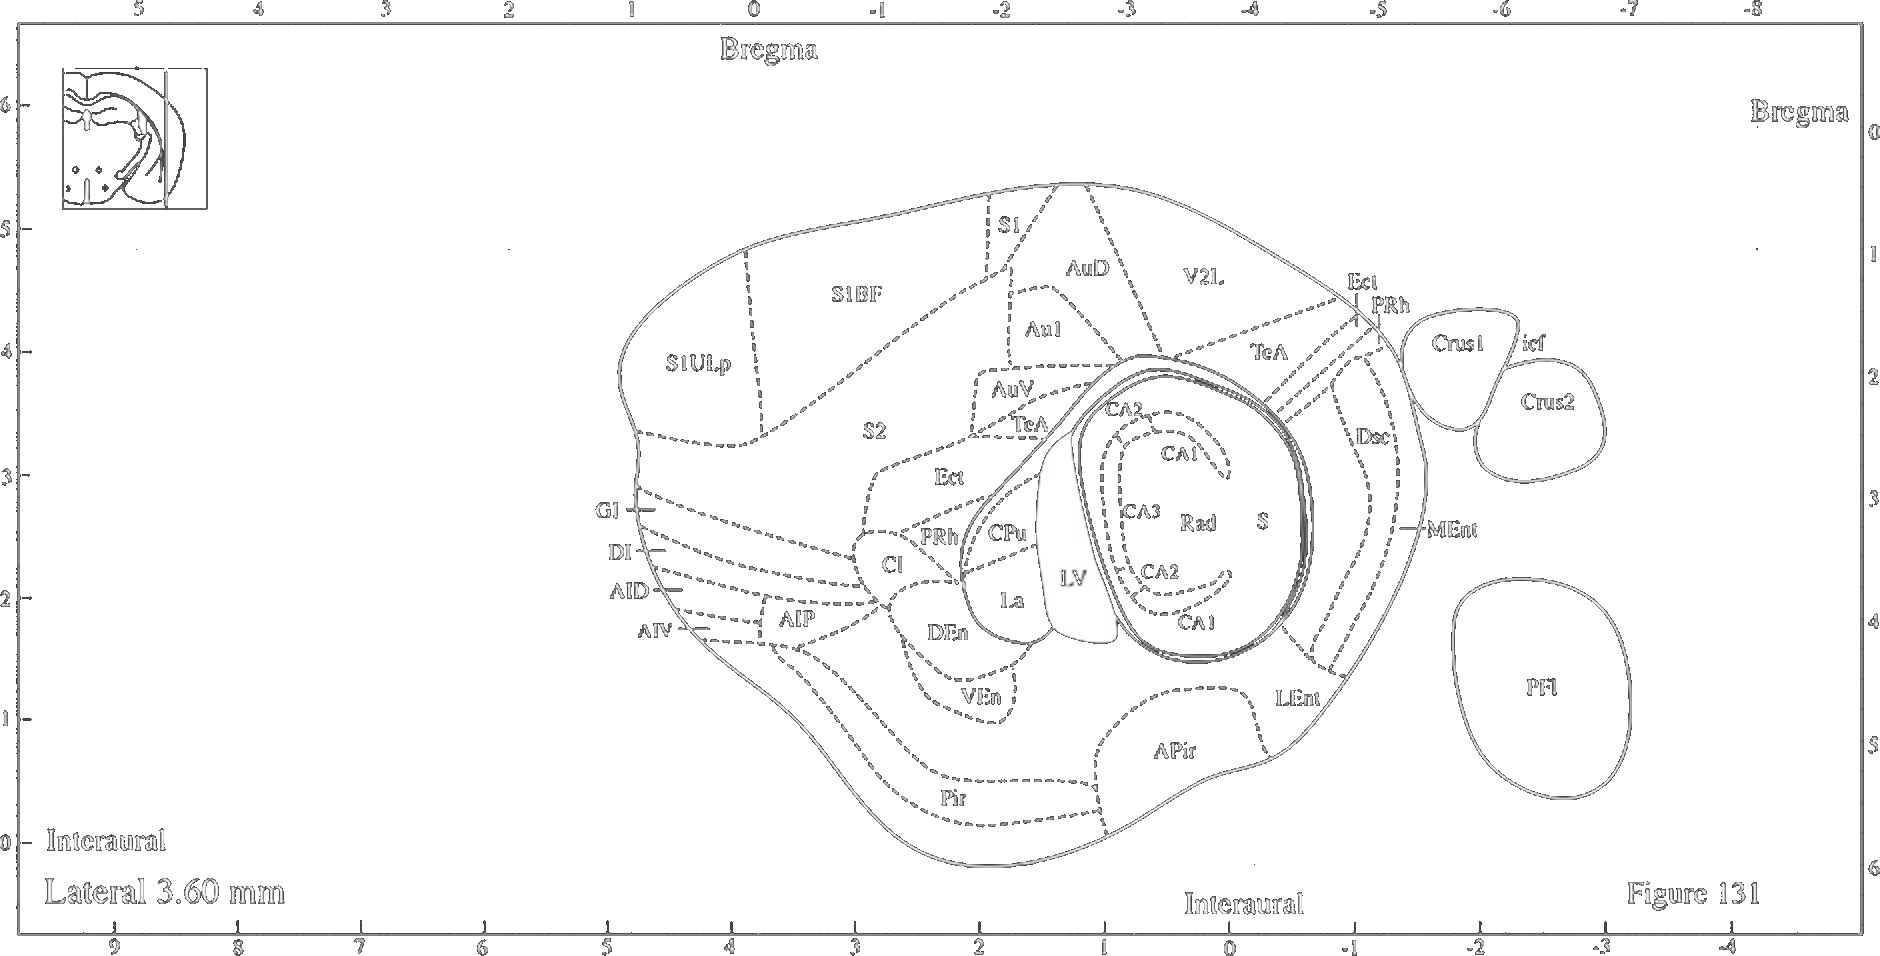 5 4 3 2 1 0 -1 -2 -3 -4 -5 -6 -7 -8
Bregma
6
Bregma
0
S1
5
AuD
1
V2L
Ect
S1BF
PRh
Au1
Crus1
icf
4
TeA
S1ULp
2
AuV
Crus2
CA2
TeA
S2
Dsc
CA1
3
Ect
3
GI
CA3
Rad
S
MEnt
CPu
PRh
DI
Cl
CA2
LV
AID
2
La
AIP
4
CA1
AIV
DEn
PFl
VEn
LEnt
1
5
APir
Pir
0
Interaural
6
Lateral 3.60 mm
Interaural
Figure 131
9 8 7 6 5 4 3 2 1 0 -1 -2 -3 -4